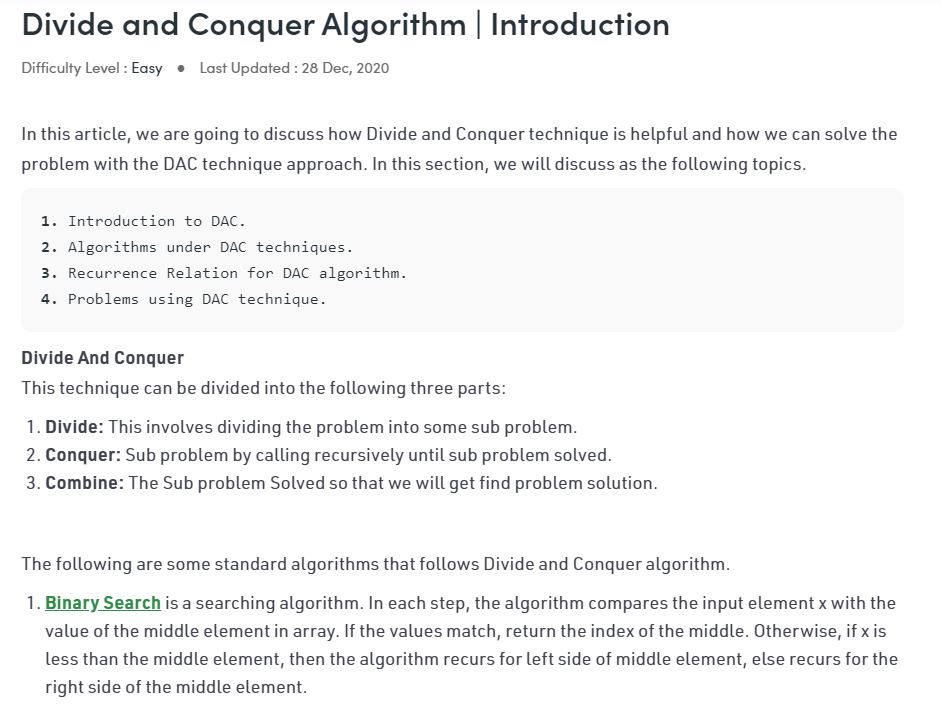 Divide and Conquer Algorithm | Introduction
Difficulty Level : Easy ● Last Updated : 28 Dec, 2020
In this article, we are going to discuss how Divide and Conquer technique is helpful and how we can solve the
problem with the DAC technique approach. In this section, we will discuss as the following topics.
1. Introduction to DAC.
2. Algorithms under DAC techniques.
3. Recurrence Relation for DAC algorithm.
4. Problems using DAC technique.
Divide And Conquer
This technique can be divided into the following three parts:
1. Divide: This involves dividing the problem into some sub problem.
2. Conquer: Sub problem by calling recursively until sub problem solved.
3. Combine: The Sub problem Solved so that we will get find problem solution.
The following are some standard algorithms that follows Divide and Conquer algorithm.
1. Binary Search is a searching algorithm. In each step, the algorithm compares the input element x with the
value of the middle element in array. If the values match, return the index of the middle. Otherwise, if x is
less than the middle element, then the algorithm recurs for left side of middle element, else recurs for the
right side of the middle element.